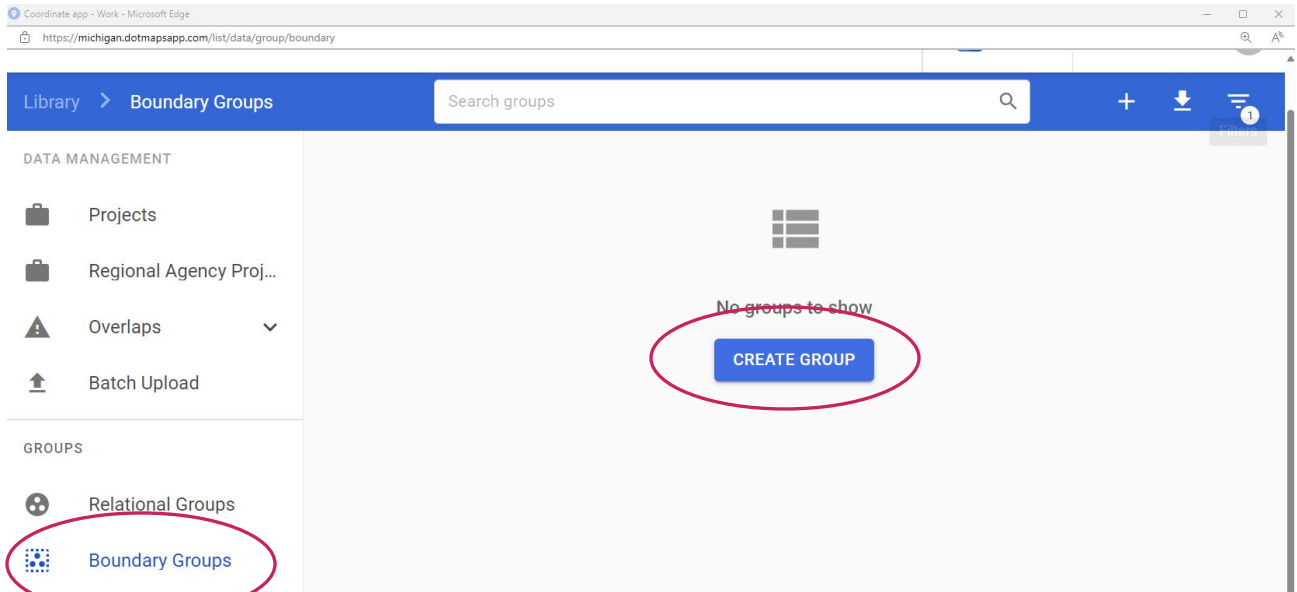 Coordinate app - Work - Microsoft Edge
https://michigan.dotmapsapp.com/list/data/group/boundary
Library > Boundary Groups
Search groups
1
Filters
DATA MANAGEMENT
Projects
Regional Agency Proj...
Overlaps
Batch Upload
No groups to show
CREATE GROUP
GROUPS
Relational Groups
Boundary Groups